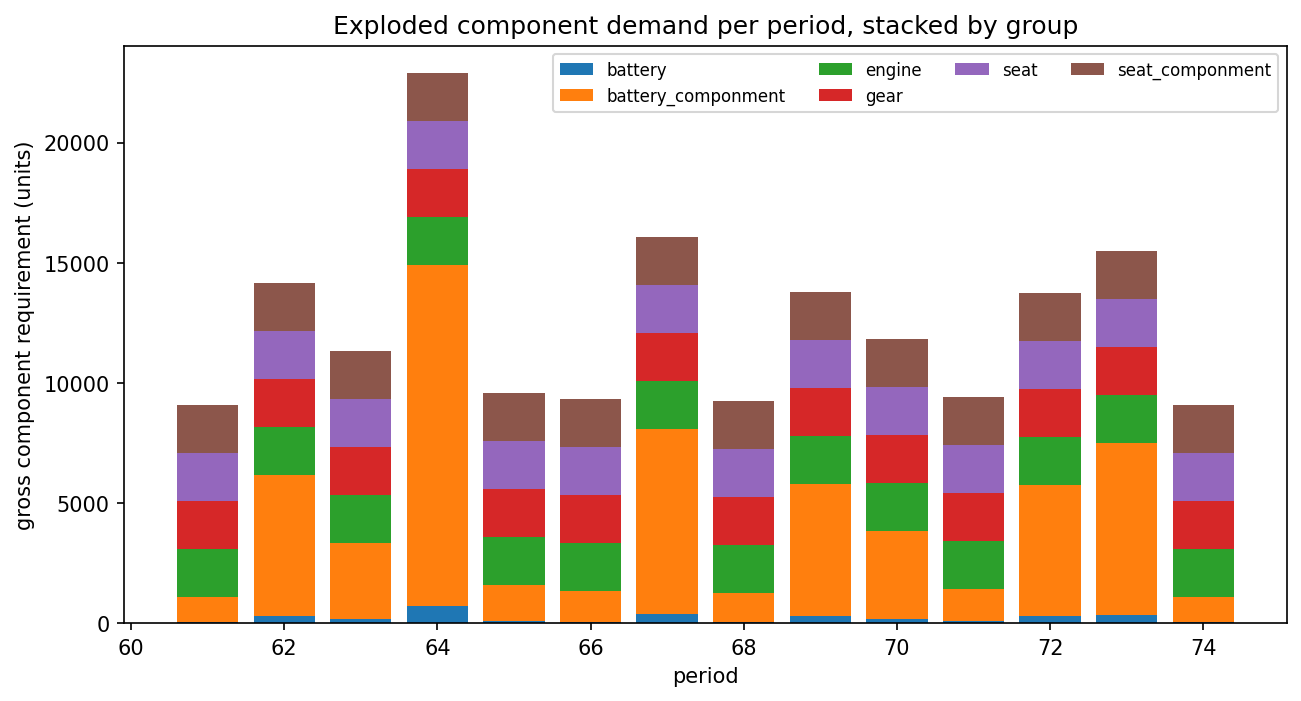 Exploded component demand per period, stacked by group
battery
battery_componment
engine
gear
seat
seat_componment
gross component requirement (units)
20000
15000
10000
5000
0
60 62 64 66 68 70 72 74
period